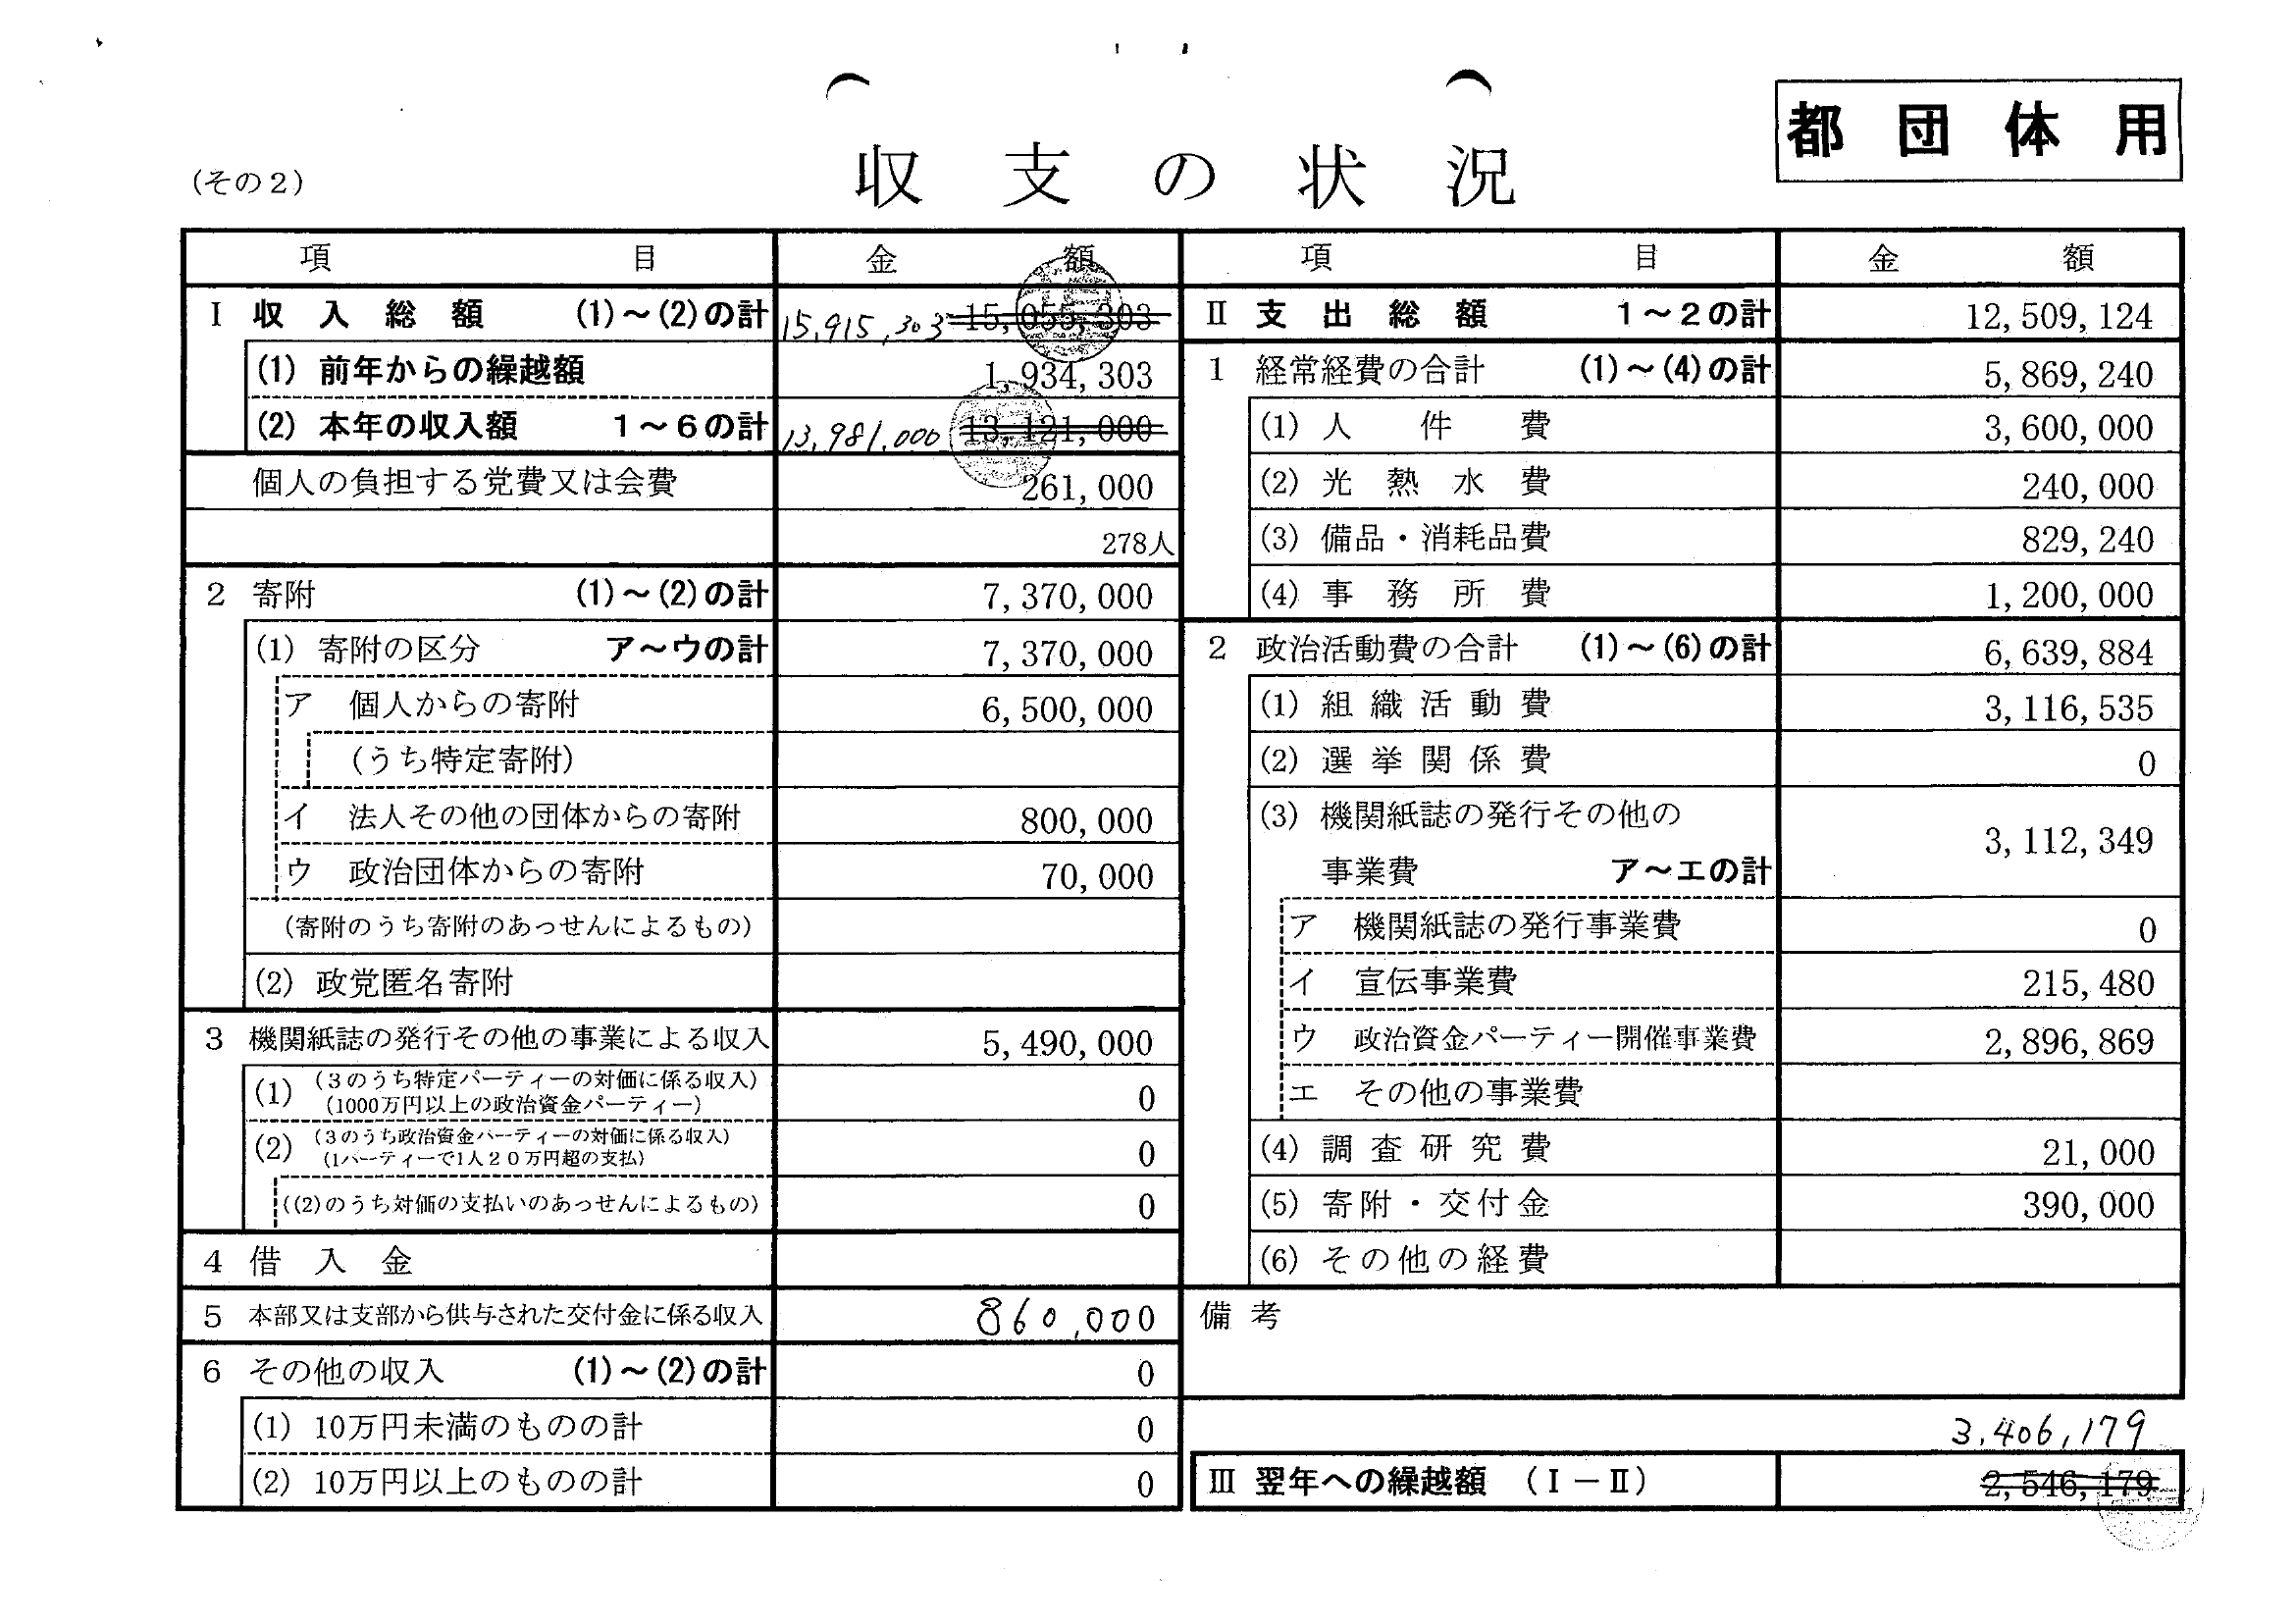 都団体用
(その2)
収支の状況
項目 金額
Ⅰ 収入総額 (1)～(2)の計 15,915,303 15,055,303
(1) 前年からの繰越額 1,934,303
(2) 本年の収入額 1～6の計 13,981,000 13,121,000
個人の負担する党費又は会費 261,000
278人
2 寄附 (1)～(2)の計 7,370,000
(1) 寄附の区分 ア～ウの計 7,370,000
ア 個人からの寄附 6,500,000
(うち特定寄附)
イ 法人その他の団体からの寄附 800,000
ウ 政治団体からの寄附 70,000
(寄附のうち寄附のあっせんによるもの)
(2) 政党匿名寄附
3 機関紙誌の発行その他の事業による収入 5,490,000
(1) (3のうち特定パーティーの対価に係る収入)
(1000万円以上の政治資金パーティー) 0
(2) (3のうち政治資金パーティーの対価に係る収入)
(1パーティーで1人20万円超の支払) 0
((2)のうち対価の支払いのあっせんによるもの) 0
4 借入金
5 本部又は支部から供与された交付金に係る収入 860,000
6 その他の収入 (1)～(2)の計 0
(1) 10万円未満のものの計 0
(2) 10万円以上のものの計 0
項目 金額
Ⅱ 支出総額 1～2の計 12,509,124
1 経常経費の合計 (1)～(4)の計 5,869,240
(1) 人件費 3,600,000
(2) 光熱水費 240,000
(3) 備品・消耗品費 829,240
(4) 事務所費 1,200,000
2 政治活動費の合計 (1)～(6)の計 6,639,884
(1) 組織活動費 3,116,535
(2) 選挙関係費 0
(3) 機関紙誌の発行その他の
事業費 ア～エの計 3,112,349
ア 機関紙誌の発行事業費 0
イ 宣伝事業費 215,480
ウ 政治資金パーティー開催事業費 2,896,869
エ その他の事業費
(4) 調査研究費 21,000
(5) 寄附・交付金 390,000
(6) その他の経費
備考
3,406,179
Ⅲ 翌年への繰越額 (Ⅰ－Ⅱ) 2,546,179